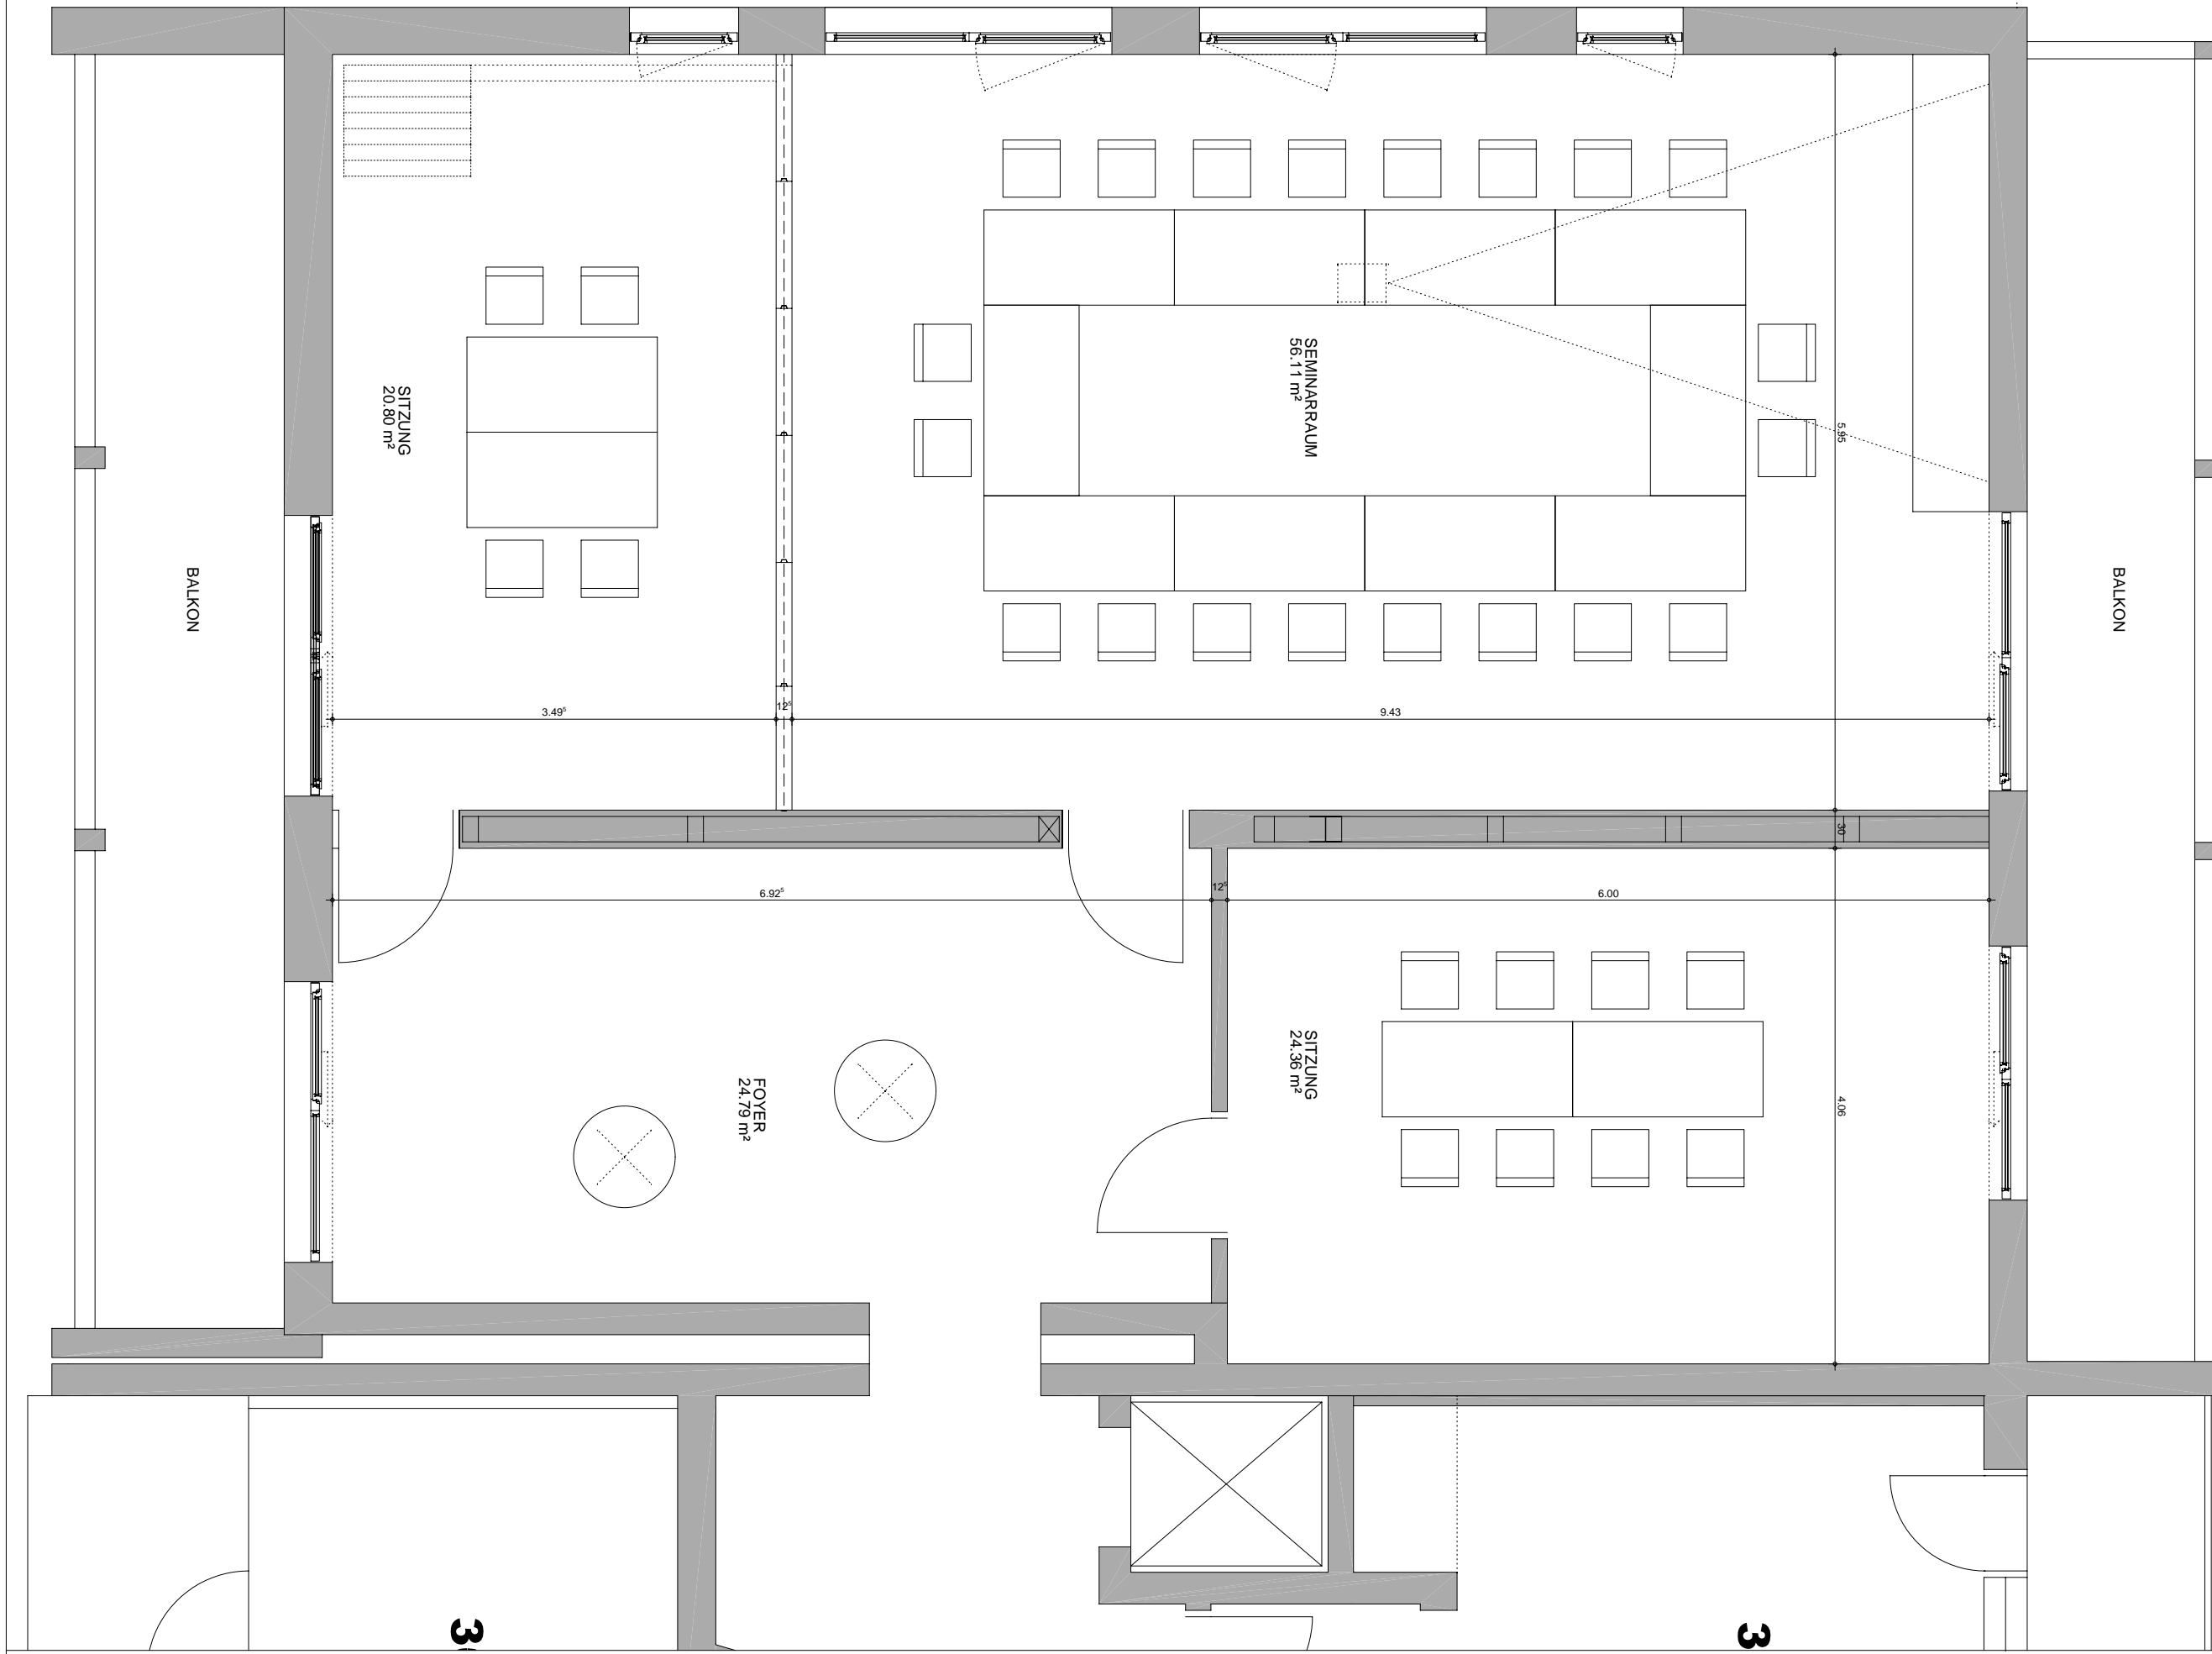 SITZUNG
20.80 m²
SEMINARRAUM
56.11 m²
5.95
BALKON
BALKON
3.49⁵
12⁵
9.43
30
6.92⁵
12⁵
6.00
FOYER
24.79 m²
SITZUNG
24.36 m²
4.06
3
3